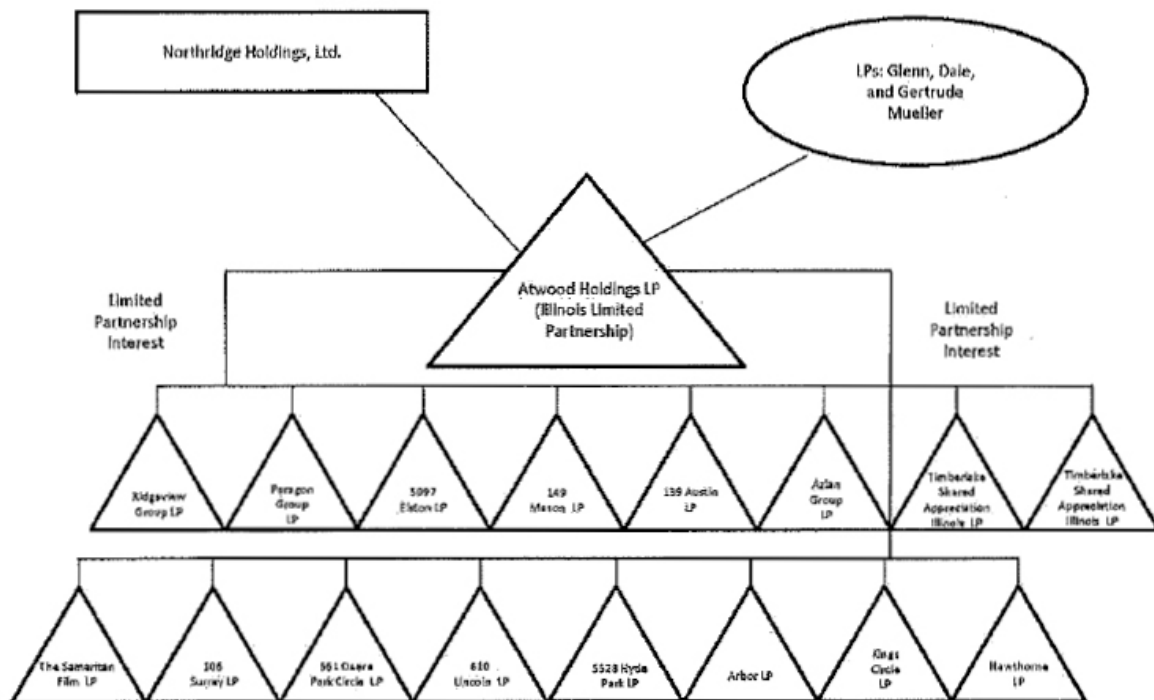 Northridge Holdings, Ltd.
LPs: Glenn, Dale,
and Gertrude
Mueller
Atwood Holdings LP
(Illinois Limited
Partnership)
Limited
Partnership
Interest
Limited
Partnership
Interest
Ridgeview
Group LP
Paragon
Group
LP
5097
Elston LP
149
Mason LP
139 Austin
LP
Azlan
Group
LP
Timberlake
Shared
Appreciation
Illinois LP
Timberlake
Shared
Appreciation
Illinois LP
The Samaritan
Film LP
106
Surrey LP
561 Deere
Park Circle LP
610
Lincoln LP
5528 Hyde
Park LP
Arbor LP
Kings
Circle
LP
Hawthorne
LP